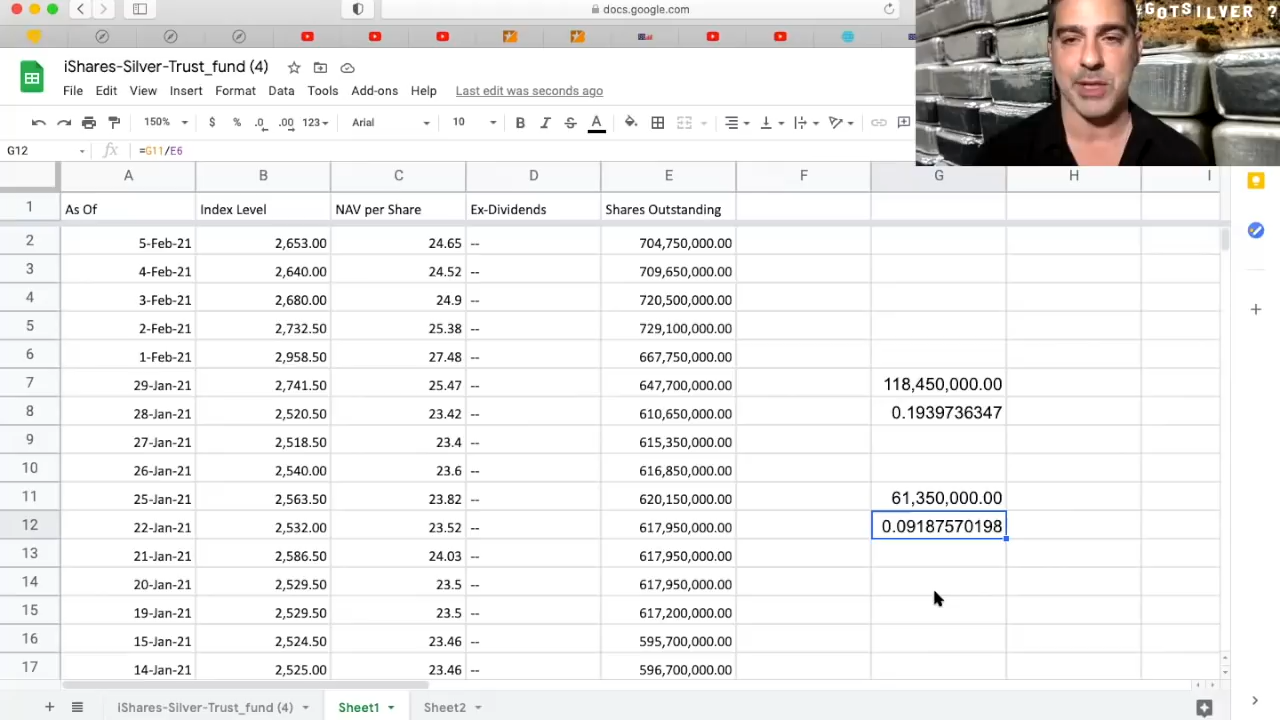 docs.google.com
#GOTSILVER ?
iShares-Silver-Trust_fund (4)
File Edit View Insert Format Data Tools Add-ons Help Last edit was seconds ago
150% $ % .0 .00 123 Arial 10 B I S A
G12 fx =G11/E6
A B C D E F G H I
1 As Of Index Level NAV per Share Ex-Dividends Shares Outstanding
2 5-Feb-21 2,653.00 24.65 -- 704,750,000.00
3 4-Feb-21 2,640.00 24.52 -- 709,650,000.00
4 3-Feb-21 2,680.00 24.9 -- 720,500,000.00
5 2-Feb-21 2,732.50 25.38 -- 729,100,000.00
6 1-Feb-21 2,958.50 27.48 -- 667,750,000.00
7 29-Jan-21 2,741.50 25.47 -- 647,700,000.00 118,450,000.00
8 28-Jan-21 2,520.50 23.42 -- 610,650,000.00 0.1939736347
9 27-Jan-21 2,518.50 23.4 -- 615,350,000.00
10 26-Jan-21 2,540.00 23.6 -- 616,850,000.00
11 25-Jan-21 2,563.50 23.82 -- 620,150,000.00 61,350,000.00
12 22-Jan-21 2,532.00 23.52 -- 617,950,000.00 0.09187570198
13 21-Jan-21 2,586.50 24.03 -- 617,950,000.00
14 20-Jan-21 2,529.50 23.5 -- 617,950,000.00
15 19-Jan-21 2,529.50 23.5 -- 617,200,000.00
16 15-Jan-21 2,524.50 23.46 -- 595,700,000.00
17 14-Jan-21 2,525.00 23.46 -- 596,700,000.00
iShares-Silver-Trust_fund (4) Sheet1 Sheet2